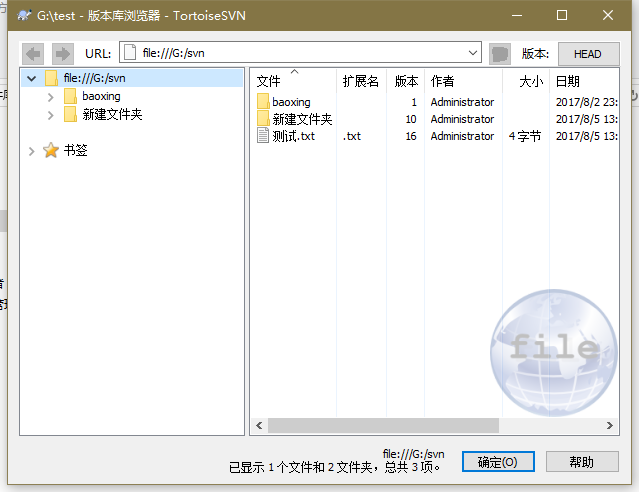 G:\test - 版本库浏览器 - TortoiseSVN
URL: file:///G:/svn 版本: HEAD
file:///G:/svn
baoxing
新建文件夹
书签
文件 扩展名 版本 作者 大小 日期
baoxing 1 Administrator 2017/8/2 23:
新建文件夹 10 Administrator 2017/8/5 13:
测试.txt .txt 16 Administrator 4 字节 2017/8/5 13:
file
file:///G:/svn
已显示 1 个文件和 2 文件夹，总共 3 项。
确定(O) 帮助